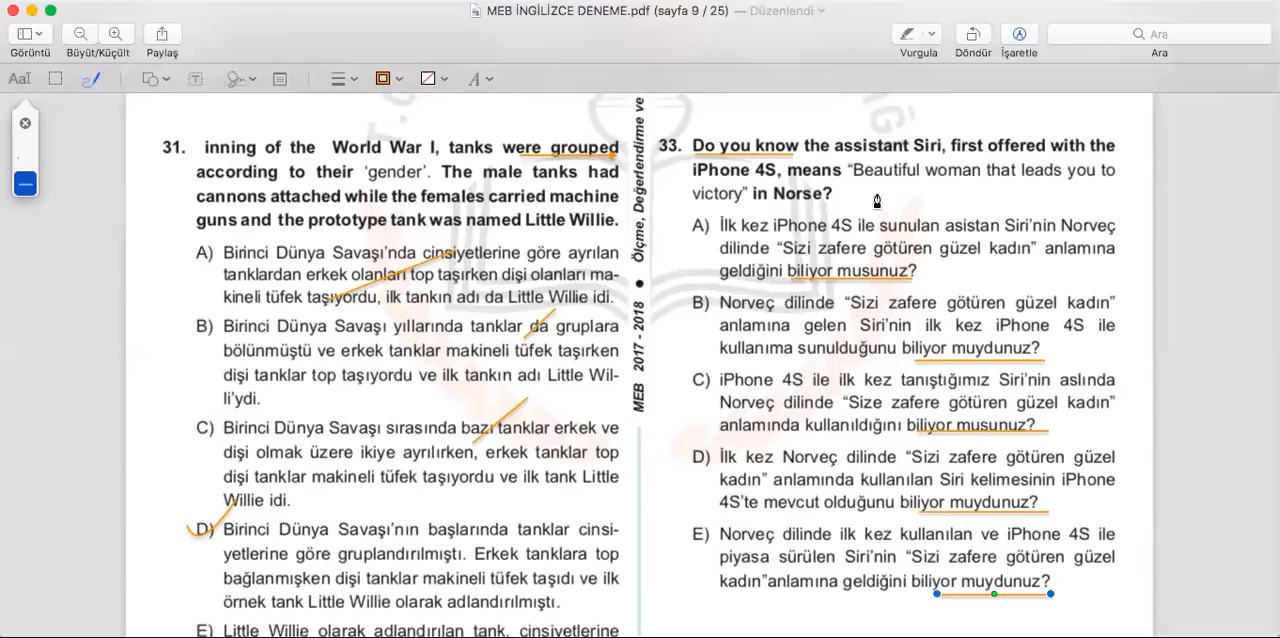 MEB İNGİLİZCE DENEME.pdf (sayfa 9 / 25) — Düzenlendi
Görüntü
Büyüt/Küçült
Paylaş
Vurgula
Döndür
İşaretle
Ara
Ara
31. inning of the World War I, tanks were grouped
according to their ‘gender’. The male tanks had
cannons attached while the females carried machine
guns and the prototype tank was named Little Willie.
A) Birinci Dünya Savaşı’nda cinsiyetlerine göre ayrılan
tanklardan erkek olanları top taşırken dişi olanları ma-
kineli tüfek taşıyordu, ilk tankın adı da Little Willie idi.
B) Birinci Dünya Savaşı yıllarında tanklar da gruplara
bölünmüştü ve erkek tanklar makineli tüfek taşırken
dişi tanklar top taşıyordu ve ilk tankın adı Little Wil-
li’ydi.
C) Birinci Dünya Savaşı sırasında bazı tanklar erkek ve
dişi olmak üzere ikiye ayrılırken, erkek tanklar top
dişi tanklar makineli tüfek taşıyordu ve ilk tank Little
Willie idi.
D) Birinci Dünya Savaşı’nın başlarında tanklar cinsi-
yetlerine göre gruplandırılmıştı. Erkek tanklara top
bağlanmışken dişi tanklar makineli tüfek taşıdı ve ilk
örnek tank Little Willie olarak adlandırılmıştı.
E) Little Willie olarak adlandırılan tank, cinsiyetlerine
MEB 2017 - 2018 ● Ölçme, Değerlendirme ve
33. Do you know the assistant Siri, first offered with the
iPhone 4S, means “Beautiful woman that leads you to
victory” in Norse?
A) İlk kez iPhone 4S ile sunulan asistan Siri’nin Norveç
dilinde “Sizi zafere götüren güzel kadın” anlamına
geldiğini biliyor musunuz?
B) Norveç dilinde “Sizi zafere götüren güzel kadın”
anlamına gelen Siri’nin ilk kez iPhone 4S ile
kullanıma sunulduğunu biliyor muydunuz?
C) iPhone 4S ile ilk kez tanıştığımız Siri’nin aslında
Norveç dilinde “Size zafere götüren güzel kadın”
anlamında kullanıldığını biliyor musunuz?
D) İlk kez Norveç dilinde “Sizi zafere götüren güzel
kadın” anlamında kullanılan Siri kelimesinin iPhone
4S’te mevcut olduğunu biliyor muydunuz?
E) Norveç dilinde ilk kez kullanılan ve iPhone 4S ile
piyasa sürülen Siri’nin “Sizi zafere götüren güzel
kadın”anlamına geldiğini biliyor muydunuz?